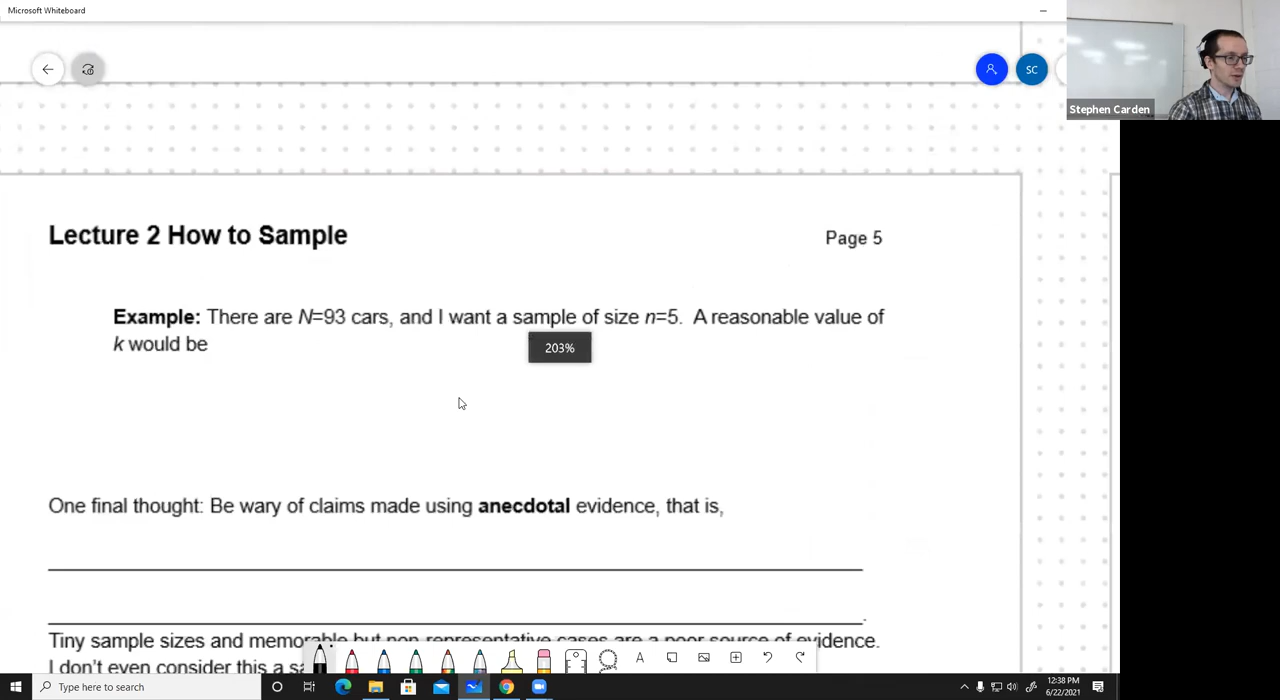 Microsoft Whiteboard
SC
Stephen Carden
Lecture 2 How to Sample
Page 5
Example: There are N=93 cars, and I want a sample of size n=5. A reasonable value of
k would be
203%
One final thought: Be wary of claims made using anecdotal evidence, that is,
Tiny sample sizes and memorable but non-representative cases are a poor source of evidence.
I don't even consider this a
A
Type here to search
12:38 PM
6/22/2021